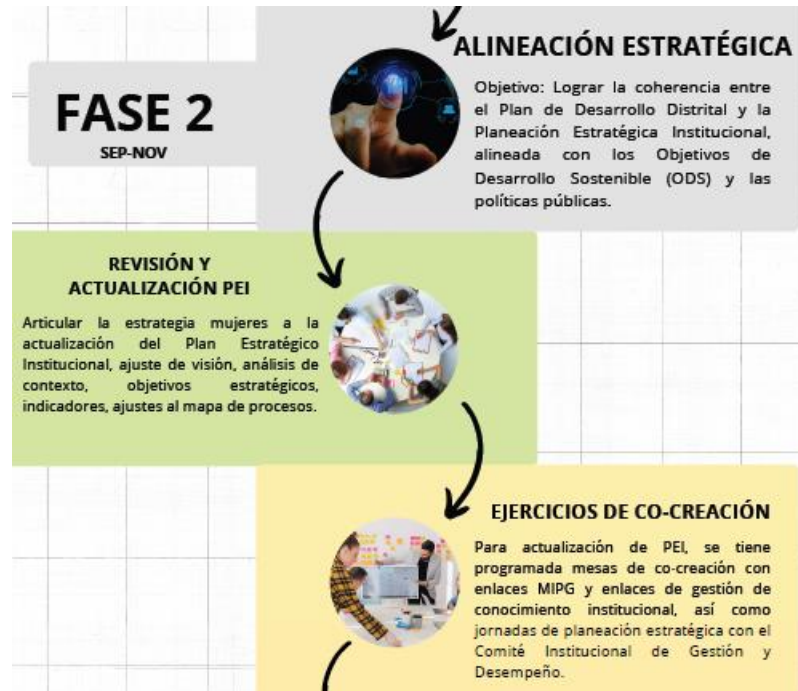 ALINEACIÓN ESTRATÉGICA
Objetivo: Lograr la coherencia entre
el Plan de Desarrollo Distrital y la
Planeación Estratégica Institucional,
alineada con los Objetivos de
Desarrollo Sostenible (ODS) y las
políticas públicas.
FASE 2
SEP-NOV
REVISIÓN Y
ACTUALIZACIÓN PEI
Articular la estrategia mujeres a la
actualización del Plan Estratégico
Institucional, ajuste de visión, análisis de
contexto, objetivos estratégicos,
indicadores, ajustes al mapa de procesos.
EJERCICIOS DE CO-CREACIÓN
Para actualización de PEI, se tiene
programada mesas de co-creación con
enlaces MIPG y enlaces de gestión de
conocimiento institucional, así como
jornadas de planeación estratégica con el
Comité Institucional de Gestión y
Desempeño.